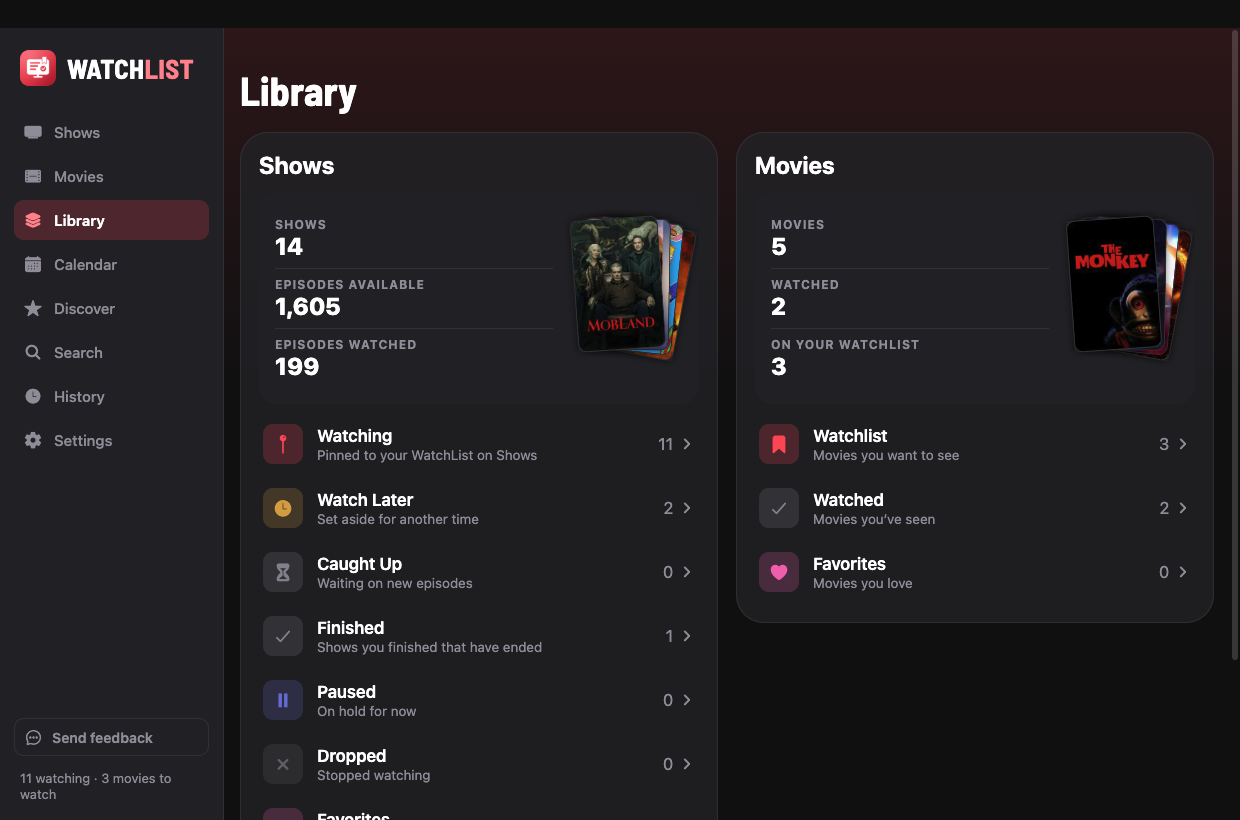 WATCHLIST
Shows
Movies
Library
Calendar
Discover
Search
History
Settings
Send feedback
11 watching · 3 movies to
watch
Library
Shows
SHOWS
14
EPISODES AVAILABLE
1,605
EPISODES WATCHED
199
MOBLAND
Watching
Pinned to your WatchList on Shows
11
Watch Later
Set aside for another time
2
Caught Up
Waiting on new episodes
0
Finished
Shows you finished that have ended
1
Paused
On hold for now
0
Dropped
Stopped watching
0
Favorites
Movies
MOVIES
5
WATCHED
2
ON YOUR WATCHLIST
3
THE
MONKEY
Watchlist
Movies you want to see
3
Watched
Movies you've seen
2
Favorites
Movies you love
0